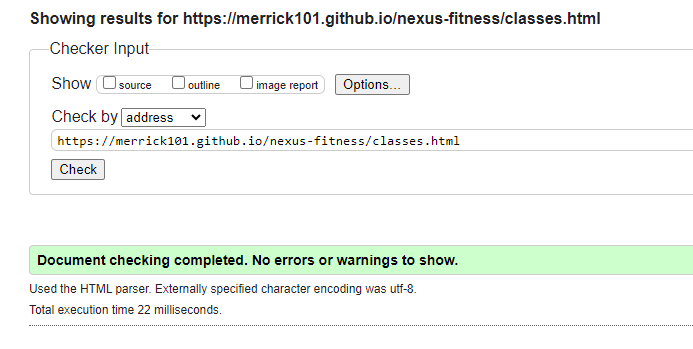 Showing results for https://merrick101.github.io/nexus-fitness/classes.html
Checker Input
Show source outline image report Options...
Check by address
https://merrick101.github.io/nexus-fitness/classes.html
Check
Document checking completed. No errors or warnings to show.
Used the HTML parser. Externally specified character encoding was utf-8.
Total execution time 22 milliseconds.